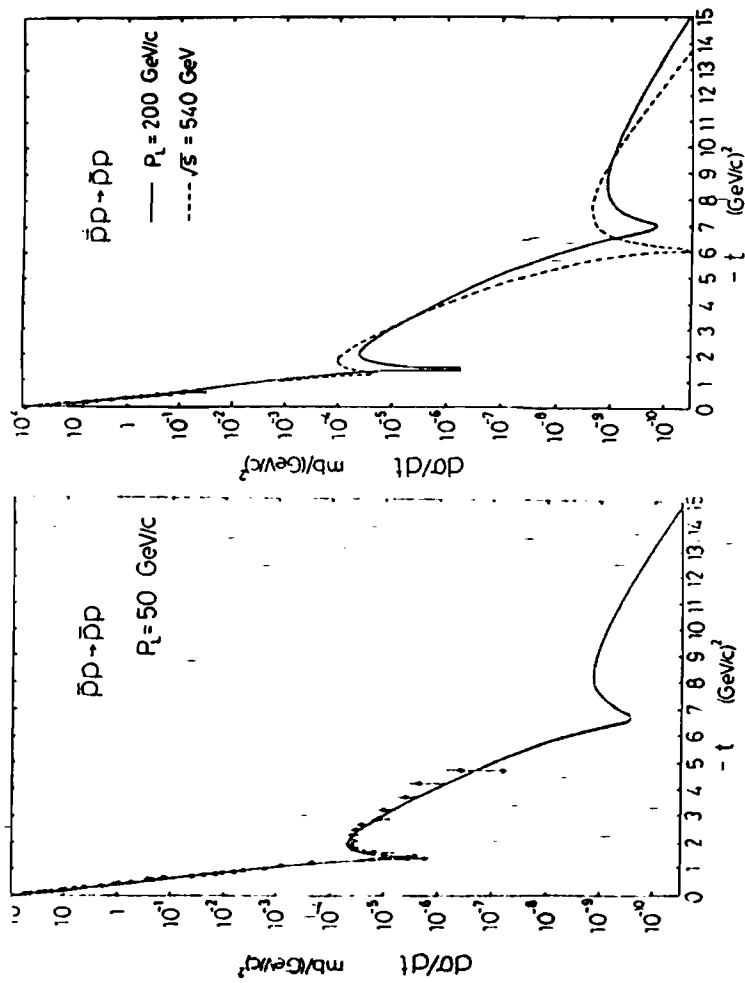 p̄p→p̄p
— P_L = 200 GeV/c
---- √s = 540 GeV
dσ/dt mb/(GeV/c)²
10²
10
1
10⁻¹
10⁻²
10⁻³
10⁻⁴
10⁻⁵
10⁻⁶
10⁻⁷
10⁻⁸
10⁻⁹
10⁻¹⁰
0 1 2 3 4 5 6 7 8 9 10 11 12 13 14 15
-t (GeV/c)²
p̄p→p̄p
P_L = 50 GeV/c
dσ/dt mb/(GeV/c)²
10
1
10⁻¹
10⁻²
10⁻³
10⁻⁵
10⁻⁶
10⁻⁷
10⁻⁸
10⁻⁹
10⁻¹⁰
0 1 2 3 4 5 6 7 8 9 10 11 12 13 14
-t (GeV/c)²